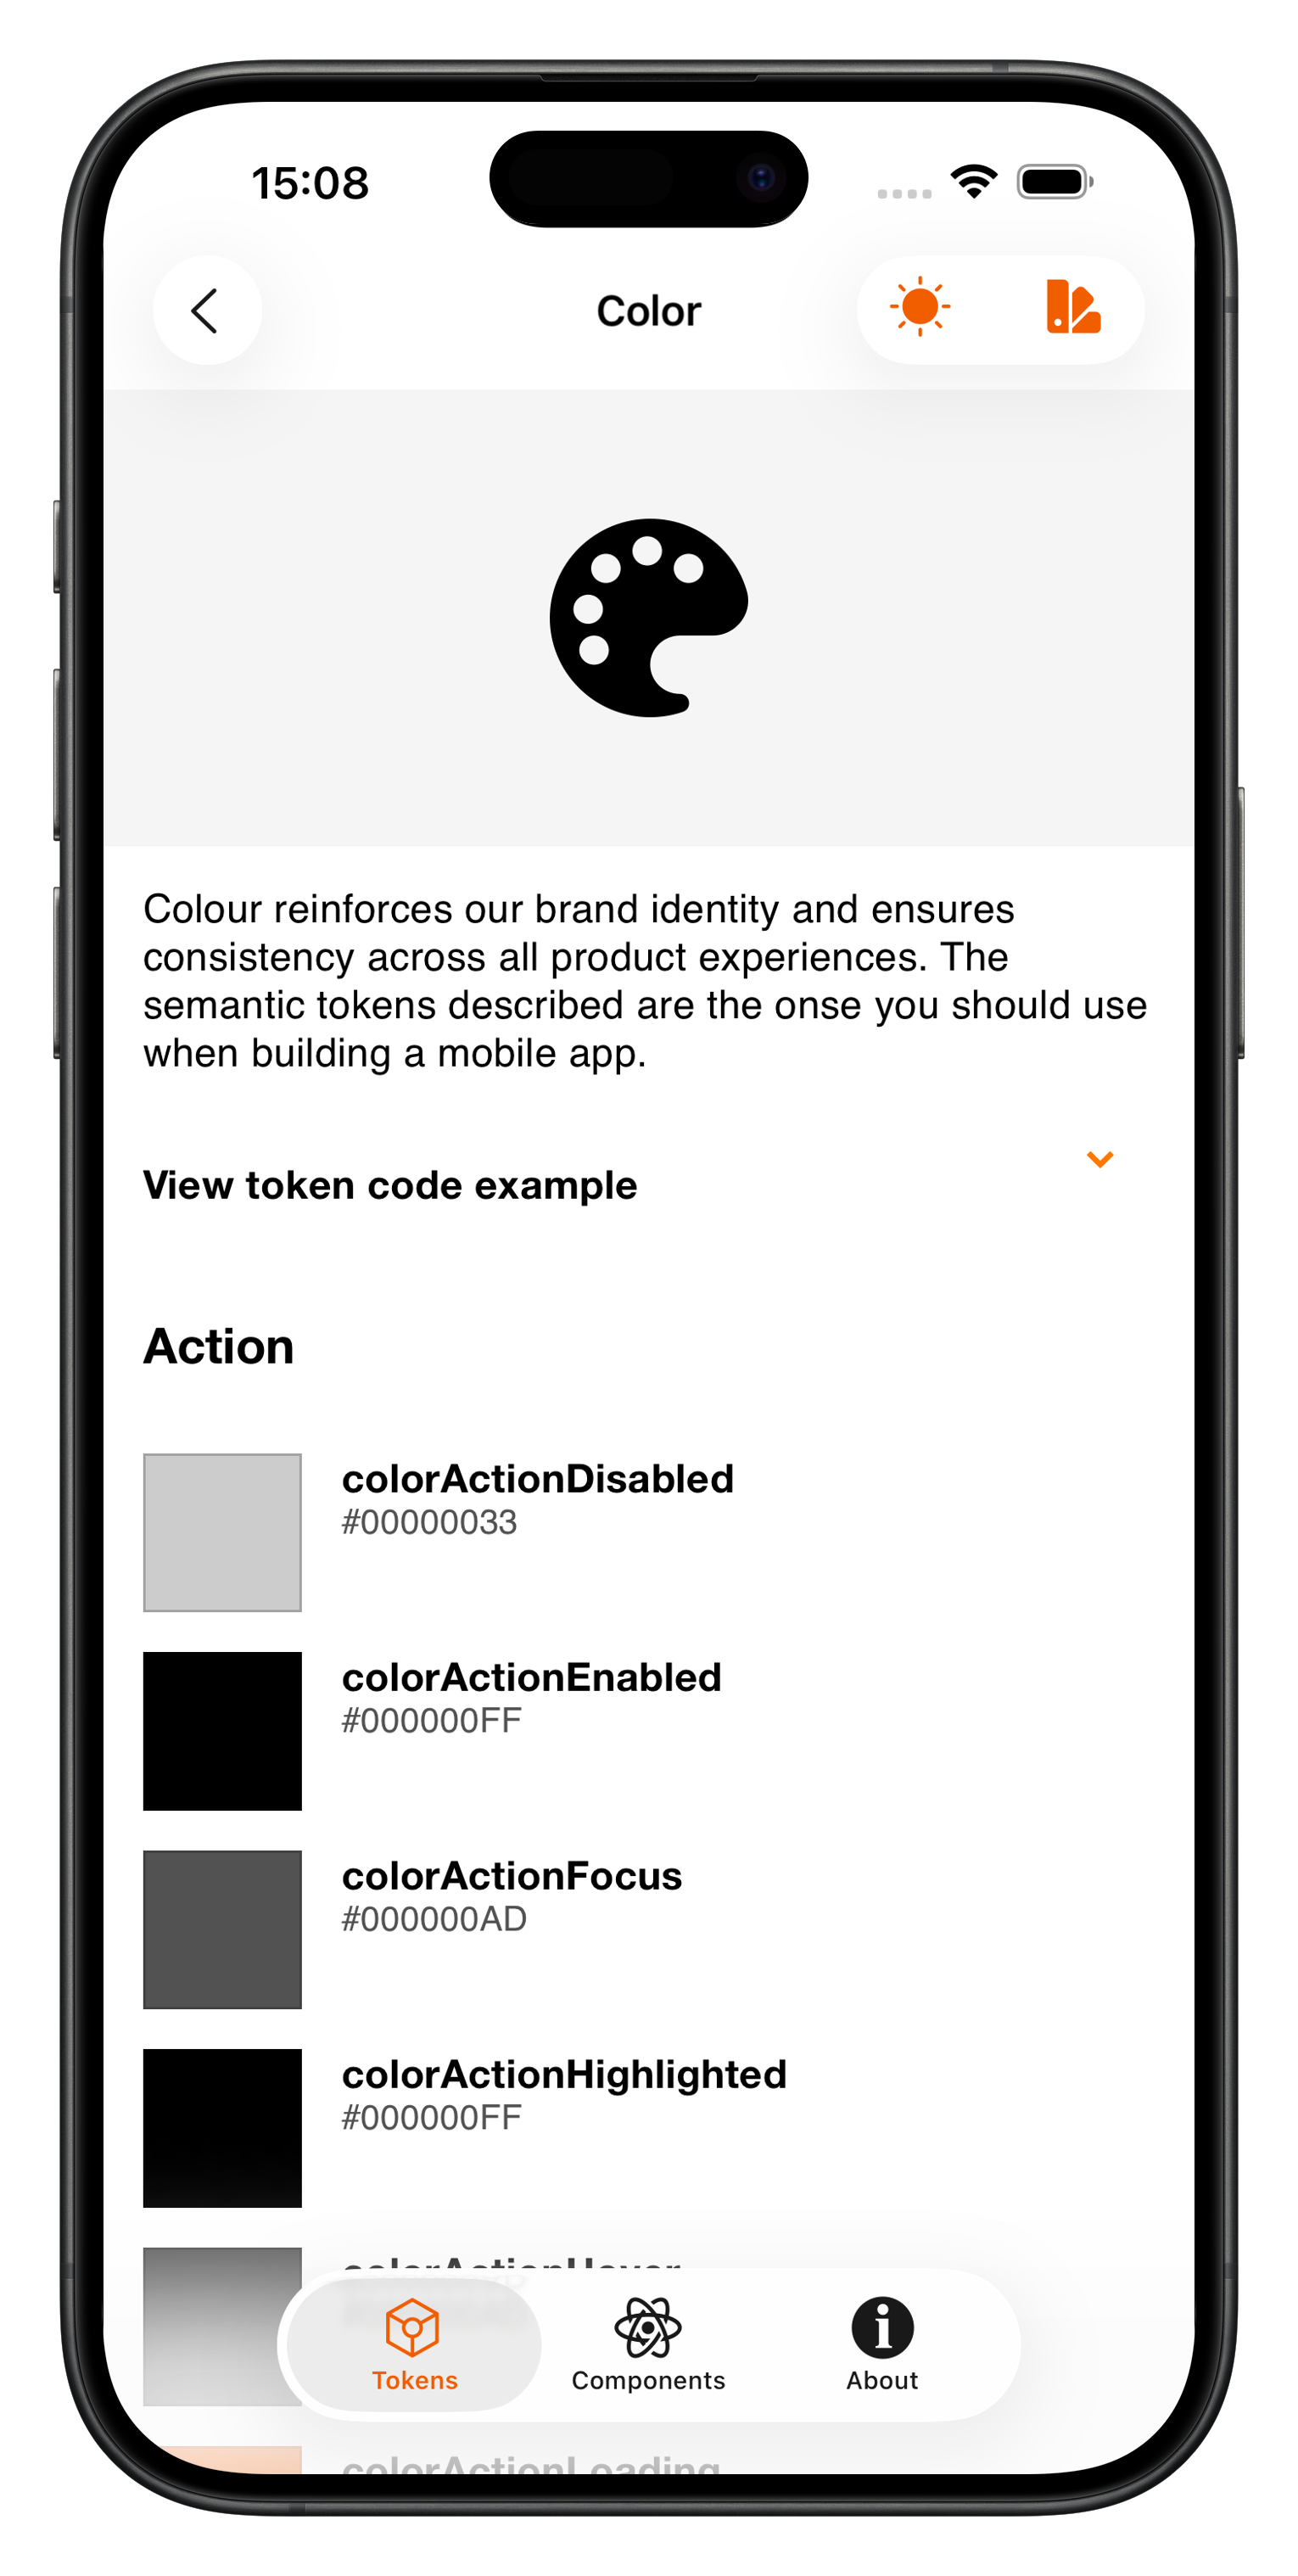 15:08
Color
Colour reinforces our brand identity and ensures
consistency across all product experiences. The
semantic tokens described are the onse you should use
when building a mobile app.
View token code example
Action
colorActionDisabled
#00000033
colorActionEnabled
#000000FF
colorActionFocus
#000000AD
colorActionHighlighted
#000000FF
colorActionHover
Tokens
Components
About
colorActionLoading